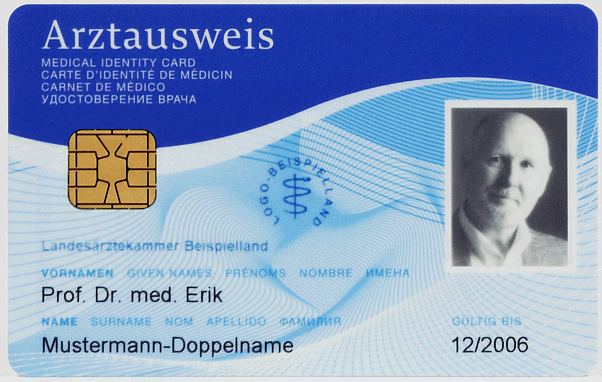 Arztausweis
MEDICAL IDENTITY CARD
CARTE D'IDENTITÉ DE MÉDICIN
CARNET DE MÉDICO
УДОСТОВЕРЕНИЕ ВРАЧА
LOGO-BEISPIELLAND
Landesärztekammer Beispielland
VORNAMEN GIVEN NAMES PRÉNOMS NOMBRE ИМЕНА
Prof. Dr. med. Erik
NAME SURNAME NOM APELLIDO ФАМИЛИЯ GÜLTIG BIS
Mustermann-Doppelname 12/2006